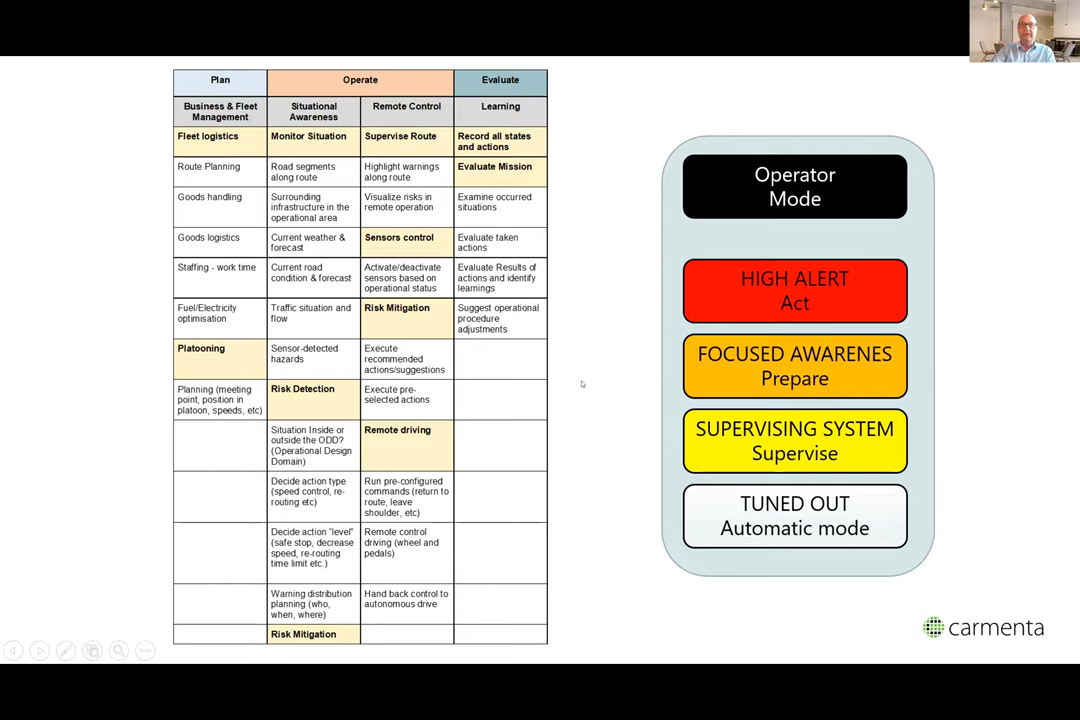 Plan
Operate
Evaluate
Business & Fleet
Management
Situational
Awareness
Remote Control
Learning
Fleet logistics
Monitor Situation
Supervise Route
Record all states
and actions
Route Planning
Road segments
along route
Highlight warnings
along route
Evaluate Mission
Goods handling
Surrounding
infrastructure in the
operational area
Visualize risks in
remote operation
Examine occurred
situations
Goods logistics
Current weather &
forecast
Sensors control
Evaluate taken
actions
Staffing - work time
Current road
condition & forecast
Activate/deactivate
sensors based on
operational status
Evaluate Results of
actions and identify
learnings
Fuel/Electricity
optimisation
Traffic situation and
flow
Risk Mitigation
Suggest operational
procedure
adjustments
Platooning
Sensor-detected
hazards
Execute
recommended
actions/suggestions
Planning (meeting
point, position in
platoon, speeds, etc)
Risk Detection
Execute pre-
selected actions
Situation Inside or
outside the ODD?
(Operational Design
Domain)
Remote driving
Decide action type
(speed control, re-
routing etc)
Run pre-configured
commands (return to
route, leave
shoulder, etc)
Decide action "level"
(safe stop, decrease
speed, re-routing
time limit etc.)
Remote control
driving (wheel and
pedals)
Warning distribution
planning (who,
when, where)
Hand back control to
autonomous drive
Risk Mitigation
Operator
Mode
HIGH ALERT
Act
FOCUSED AWARENES
Prepare
SUPERVISING SYSTEM
Supervise
TUNED OUT
Automatic mode
carmenta